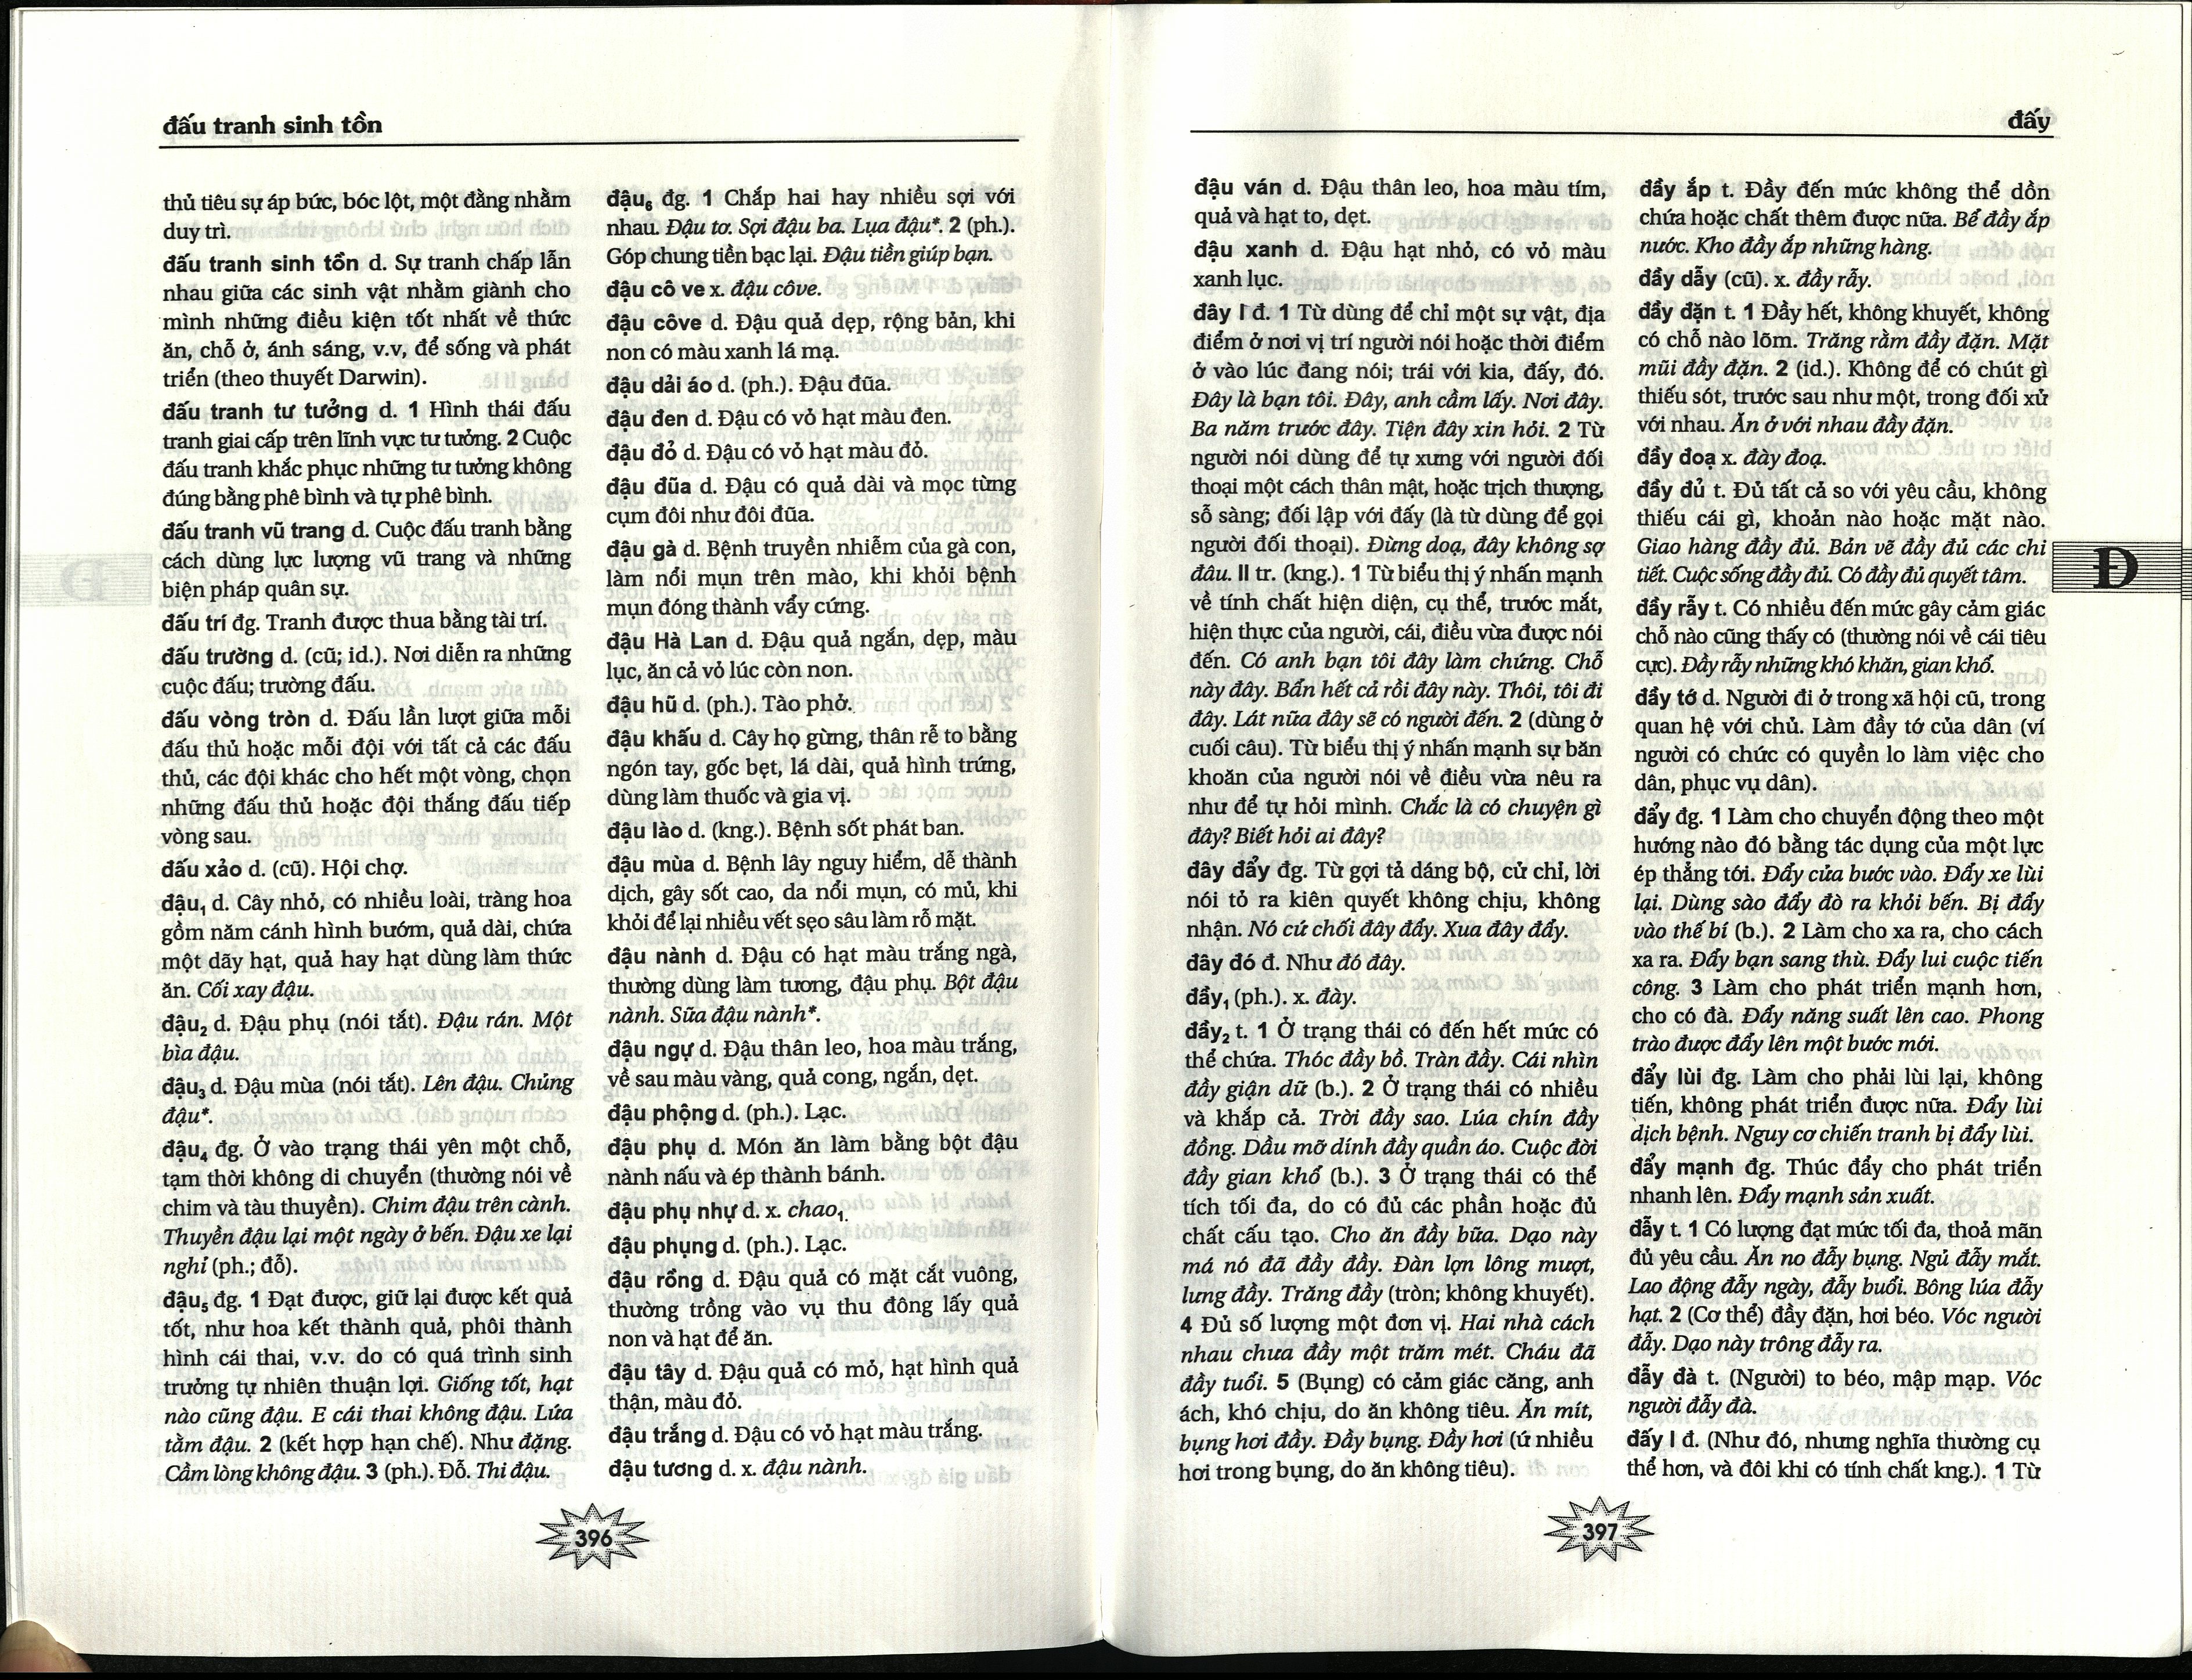 đấu tranh sinh tồn
thủ tiêu sự áp bức, bóc lột, một đằng nhằm
duy trì.
đấu tranh sinh tồn d. Sự tranh chấp lẫn
nhau giữa các sinh vật nhằm giành cho
mình những điều kiện tốt nhất về thức
ăn, chỗ ở, ánh sáng, v.v, để sống và phát
triển (theo thuyết Darwin).
đấu tranh tư tưởng d. 1 Hình thái đấu
tranh giai cấp trên lĩnh vực tư tưởng. 2 Cuộc
đấu tranh khắc phục những tư tưởng không
đúng bằng phê bình và tự phê bình.
đấu tranh vũ trang d. Cuộc đấu tranh bằng
cách dùng lực lượng vũ trang và những
biện pháp quân sự.
đấu trí đg. Tranh được thua bằng tài trí.
đấu trường d. (cũ; id.). Nơi diễn ra những
cuộc đấu; trường đấu.
đấu vòng tròn d. Đấu lần lượt giữa mỗi
đấu thủ hoặc mỗi đội với tất cả các đấu
thủ, các đội khác cho hết một vòng, chọn
những đấu thủ hoặc đội thắng đấu tiếp
vòng sau.
đấu xảo d. (cũ). Hội chợ.
đậu₁ d. Cây nhỏ, có nhiều loài, tràng hoa
gồm năm cánh hình bướm, quả dài, chứa
một dãy hạt, quả hay hạt dùng làm thức
ăn. Cối xay đậu.
đậu₂ d. Đậu phụ (nói tắt). Đậu rán. Một
bìa đậu.
đậu₃ d. Đậu mùa (nói tắt). Lên đậu. Chủng
đậu*.
đậu₄ đg. Ở vào trạng thái yên một chỗ,
tạm thời không di chuyển (thường nói về
chim và tàu thuyền). Chim đậu trên cành.
Thuyền đậu lại một ngày ở bến. Đậu xe lại
nghỉ (ph.; đỗ).
đậu₅ đg. 1 Đạt được, giữ lại được kết quả
tốt, như hoa kết thành quả, phôi thành
hình cái thai, v.v. do có quá trình sinh
trưởng tự nhiên thuận lợi. Giống tốt, hạt
nào cũng đậu. E cái thai không đậu. Lứa
tằm đậu. 2 (kết hợp hạn chế). Như đặng.
Cầm lòng không đậu. 3 (ph.). Đỗ. Thi đậu.
đậu₆ đg. 1 Chắp hai hay nhiều sợi với
nhau. Đậu tơ. Sợi đậu ba. Lụa đậu*. 2 (ph.).
Góp chung tiền bạc lại. Đậu tiền giúp bạn.
đậu cô ve x. đậu côve.
đậu côve d. Đậu quả dẹp, rộng bản, khi
non có màu xanh lá mạ.
đậu dải áo d. (ph.). Đậu đũa.
đậu đen d. Đậu có vỏ hạt màu đen.
đậu đỏ d. Đậu có vỏ hạt màu đỏ.
đậu đũa d. Đậu có quả dài và mọc từng
cụm đôi như đôi đũa.
đậu gà d. Bệnh truyền nhiễm của gà con,
làm nổi mụn trên mào, khi khỏi bệnh
mụn đóng thành vẩy cứng.
đậu Hà Lan d. Đậu quả ngắn, dẹp, màu
lục, ăn cả vỏ lúc còn non.
đậu hũ d. (ph.). Tào phở.
đậu khấu d. Cây họ gừng, thân rễ to bằng
ngón tay, gốc bẹt, lá dài, quả hình trứng,
dùng làm thuốc và gia vị.
đậu lào d. (kng.). Bệnh sốt phát ban.
đậu mùa d. Bệnh lây nguy hiểm, dễ thành
dịch, gây sốt cao, da nổi mụn, có mủ, khi
khỏi để lại nhiều vết sẹo sâu làm rỗ mặt.
đậu nành d. Đậu có hạt màu trắng ngà,
thường dùng làm tương, đậu phụ. Bột đậu
nành. Sữa đậu nành*.
đậu ngự d. Đậu thân leo, hoa màu trắng,
về sau màu vàng, quả cong, ngắn, dẹt.
đậu phộng d. (ph.). Lạc.
đậu phụ d. Món ăn làm bằng bột đậu
nành nấu và ép thành bánh.
đậu phụ nhự d. x. chao₁.
đậu phụng d. (ph.). Lạc.
đậu rồng d. Đậu quả có mặt cắt vuông,
thường trồng vào vụ thu đông lấy quả
non và hạt để ăn.
đậu tây d. Đậu quả có mỏ, hạt hình quả
thận, màu đỏ.
đậu trắng d. Đậu có vỏ hạt màu trắng.
đậu tương d. x. đậu nành.
396
đấy
đậu ván d. Đậu thân leo, hoa màu tím,
quả và hạt to, dẹt.
đậu xanh d. Đậu hạt nhỏ, có vỏ màu
xanh lục.
đây I đ. 1 Từ dùng để chỉ một sự vật, địa
điểm ở nơi vị trí người nói hoặc thời điểm
ở vào lúc đang nói; trái với kia, đấy, đó.
Đây là bạn tôi. Đây, anh cầm lấy. Nơi đây.
Ba năm trước đây. Tiện đây xin hỏi. 2 Từ
người nói dùng để tự xưng với người đối
thoại một cách thân mật, hoặc trịch thượng,
sỗ sàng; đối lập với đấy (là từ dùng để gọi
người đối thoại). Đừng doạ, đây không sợ
đâu. II tr. (kng.). 1 Từ biểu thị ý nhấn mạnh
về tính chất hiện diện, cụ thể, trước mắt,
hiện thực của người, cái, điều vừa được nói
đến. Có anh bạn tôi đây làm chứng. Chỗ
này đây. Bẩn hết cả rồi đây này. Thôi, tôi đi
đây. Lát nữa đây sẽ có người đến. 2 (dùng ở
cuối câu). Từ biểu thị ý nhấn mạnh sự băn
khoăn của người nói về điều vừa nêu ra
như để tự hỏi mình. Chắc là có chuyện gì
đây? Biết hỏi ai đây?
đây đẩy đg. Từ gợi tả dáng bộ, cử chỉ, lời
nói tỏ ra kiên quyết không chịu, không
nhận. Nó cứ chối đây đẩy. Xua đây đẩy.
đây đó đ. Như đó đây.
đầy₁ (ph.). x. đày.
đầy₂ t. 1 Ở trạng thái có đến hết mức có
thể chứa. Thóc đầy bồ. Tràn đầy. Cái nhìn
đầy giận dữ (b.). 2 Ở trạng thái có nhiều
và khắp cả. Trời đầy sao. Lúa chín đầy
đồng. Dầu mỡ dính đầy quần áo. Cuộc đời
đầy gian khổ (b.). 3 Ở trạng thái có thể
tích tối đa, do có đủ các phần hoặc đủ
chất cấu tạo. Cho ăn đầy bữa. Dạo này
má nó đã đầy đầy. Đàn lợn lông mượt,
lưng đầy. Trăng đầy (tròn; không khuyết).
4 Đủ số lượng một đơn vị. Hai nhà cách
nhau chưa đầy một trăm mét. Cháu đã
đầy tuổi. 5 (Bụng) có cảm giác căng, anh
ách, khó chịu, do ăn không tiêu. Ăn mít,
bụng hơi đầy. Đầy bụng. Đầy hơi (ứ nhiều
hơi trong bụng, do ăn không tiêu).
đầy ắp t. Đầy đến mức không thể dồn
chứa hoặc chất thêm được nữa. Bể đầy ắp
nước. Kho đầy ắp những hàng.
đầy dẫy (cũ). x. đầy rẫy.
đầy đặn t. 1 Đầy hết, không khuyết, không
có chỗ nào lõm. Trăng rằm đầy đặn. Mặt
mũi đầy đặn. 2 (id.). Không để có chút gì
thiếu sót, trước sau như một, trong đối xử
với nhau. Ăn ở với nhau đầy đặn.
đầy đoạ x. đày đoạ.
đầy đủ t. Đủ tất cả so với yêu cầu, không
thiếu cái gì, khoản nào hoặc mặt nào.
Giao hàng đầy đủ. Bản vẽ đầy đủ các chi
tiết. Cuộc sống đầy đủ. Có đầy đủ quyết tâm.
đầy rẫy t. Có nhiều đến mức gây cảm giác
chỗ nào cũng thấy có (thường nói về cái tiêu
cực). Đầy rẫy những khó khăn, gian khổ.
đầy tớ d. Người đi ở trong xã hội cũ, trong
quan hệ với chủ. Làm đầy tớ của dân (ví
người có chức có quyền lo làm việc cho
dân, phục vụ dân).
đẩy đg. 1 Làm cho chuyển động theo một
hướng nào đó bằng tác dụng của một lực
ép thẳng tới. Đẩy cửa bước vào. Đẩy xe lùi
lại. Dùng sào đẩy đò ra khỏi bến. Bị đẩy
vào thế bí (b.). 2 Làm cho xa ra, cho cách
xa ra. Đẩy bạn sang thù. Đẩy lui cuộc tiến
công. 3 Làm cho phát triển mạnh hơn,
cho có đà. Đẩy năng suất lên cao. Phong
trào được đẩy lên một bước mới.
đẩy lùi đg. Làm cho phải lùi lại, không
tiến, không phát triển được nữa. Đẩy lùi
dịch bệnh. Nguy cơ chiến tranh bị đẩy lùi.
đẩy mạnh đg. Thúc đẩy cho phát triển
nhanh lên. Đẩy mạnh sản xuất.
đẫy t. 1 Có lượng đạt mức tối đa, thoả mãn
đủ yêu cầu. Ăn no đẫy bụng. Ngủ đẫy mắt.
Lao động đẫy ngày, đẫy buổi. Bông lúa đẫy
hạt. 2 (Cơ thể) đầy đặn, hơi béo. Vóc người
đẫy. Dạo này trông đẫy ra.
đẫy đà t. (Người) to béo, mập mạp. Vóc
người đẫy đà.
đấy I đ. (Như đó, nhưng nghĩa thường cụ
thể hơn, và đôi khi có tính chất kng.). 1 Từ
Đ
397